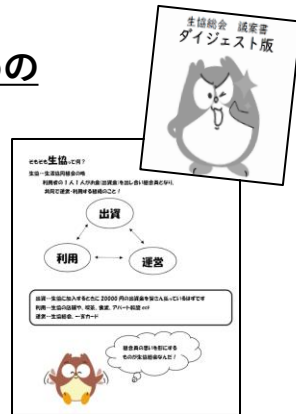 の
生協総会 議案書
ダイジェスト版
そもそも生協って何?
生協…生活協同組合の略
利用者の1人1人がお金(出資金)を出し合い組合員となり、
共同で運営・利用する組織のこと!
出資
利用
運営
出資…生協に加入するときに20000円の出資金を皆さん払っているはずです
利用…生協の店舗や、喫茶、食堂、アパート斡旋 etc
運営…生協総会、一言カード
組合員の思いを形にする
ものが生協総会なんだ!